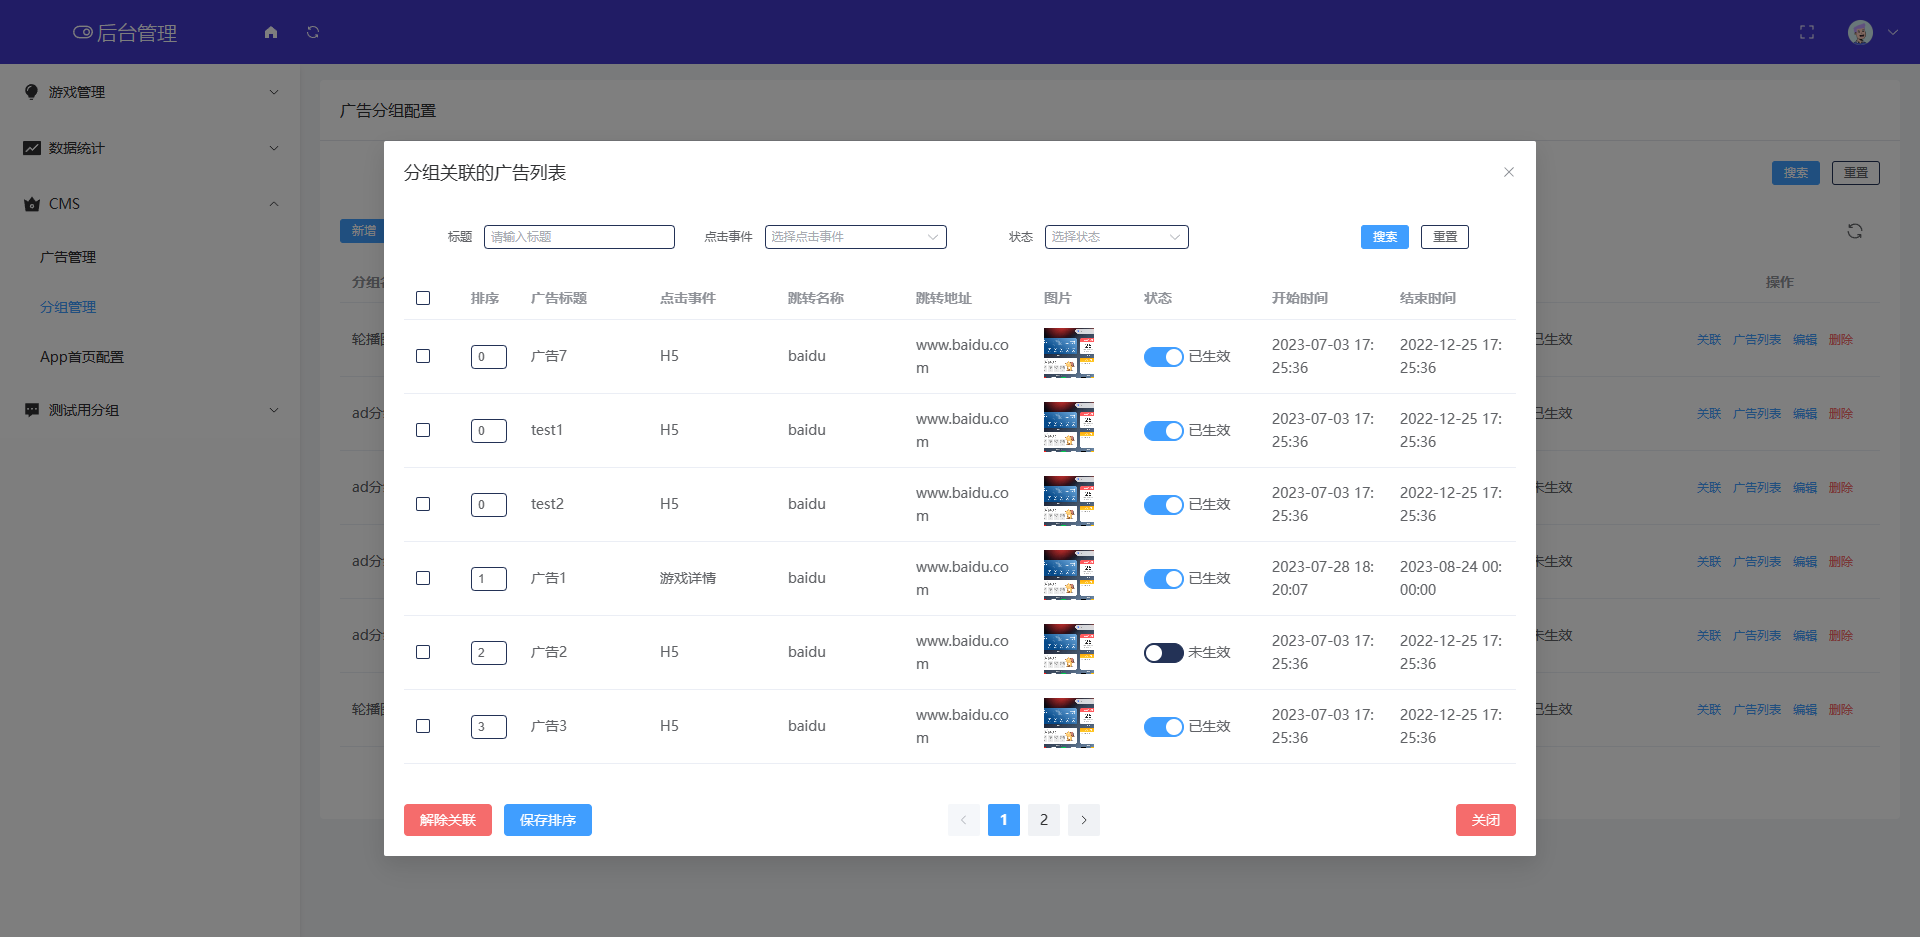 后台管理
游戏管理
数据统计
CMS
广告管理
分组管理
App首页配置
测试用分组
广告分组配置
搜索 重置
新增
操作
轮播 已生效 关联 广告列表 编辑 删除
ad分 已生效 关联 广告列表 编辑 删除
ad分 未生效 关联 广告列表 编辑 删除
ad分 未生效 关联 广告列表 编辑 删除
ad分 未生效 关联 广告列表 编辑 删除
轮播 已生效 关联 广告列表 编辑 删除
分组关联的广告列表
标题 请输入标题 点击事件 选择点击事件 状态 选择状态 搜索 重置
排序 广告标题 点击事件 跳转名称 跳转地址 图片 状态 开始时间 结束时间
0 广告7 H5 baidu www.baidu.co 已生效 2023-07-03 17: 2022-12-25 17:
m 25:36 25:36
0 test1 H5 baidu www.baidu.co 已生效 2023-07-03 17: 2022-12-25 17:
m 25:36 25:36
0 test2 H5 baidu www.baidu.co 已生效 2023-07-03 17: 2022-12-25 17:
m 25:36 25:36
1 广告1 游戏详情 baidu www.baidu.co 已生效 2023-07-28 18: 2023-08-24 00:
m 20:07 00:00
2 广告2 H5 baidu www.baidu.co 未生效 2023-07-03 17: 2022-12-25 17:
m 25:36 25:36
3 广告3 H5 baidu www.baidu.co 已生效 2023-07-03 17: 2022-12-25 17:
m 25:36 25:36
解除关联 保存排序 1 2 关闭